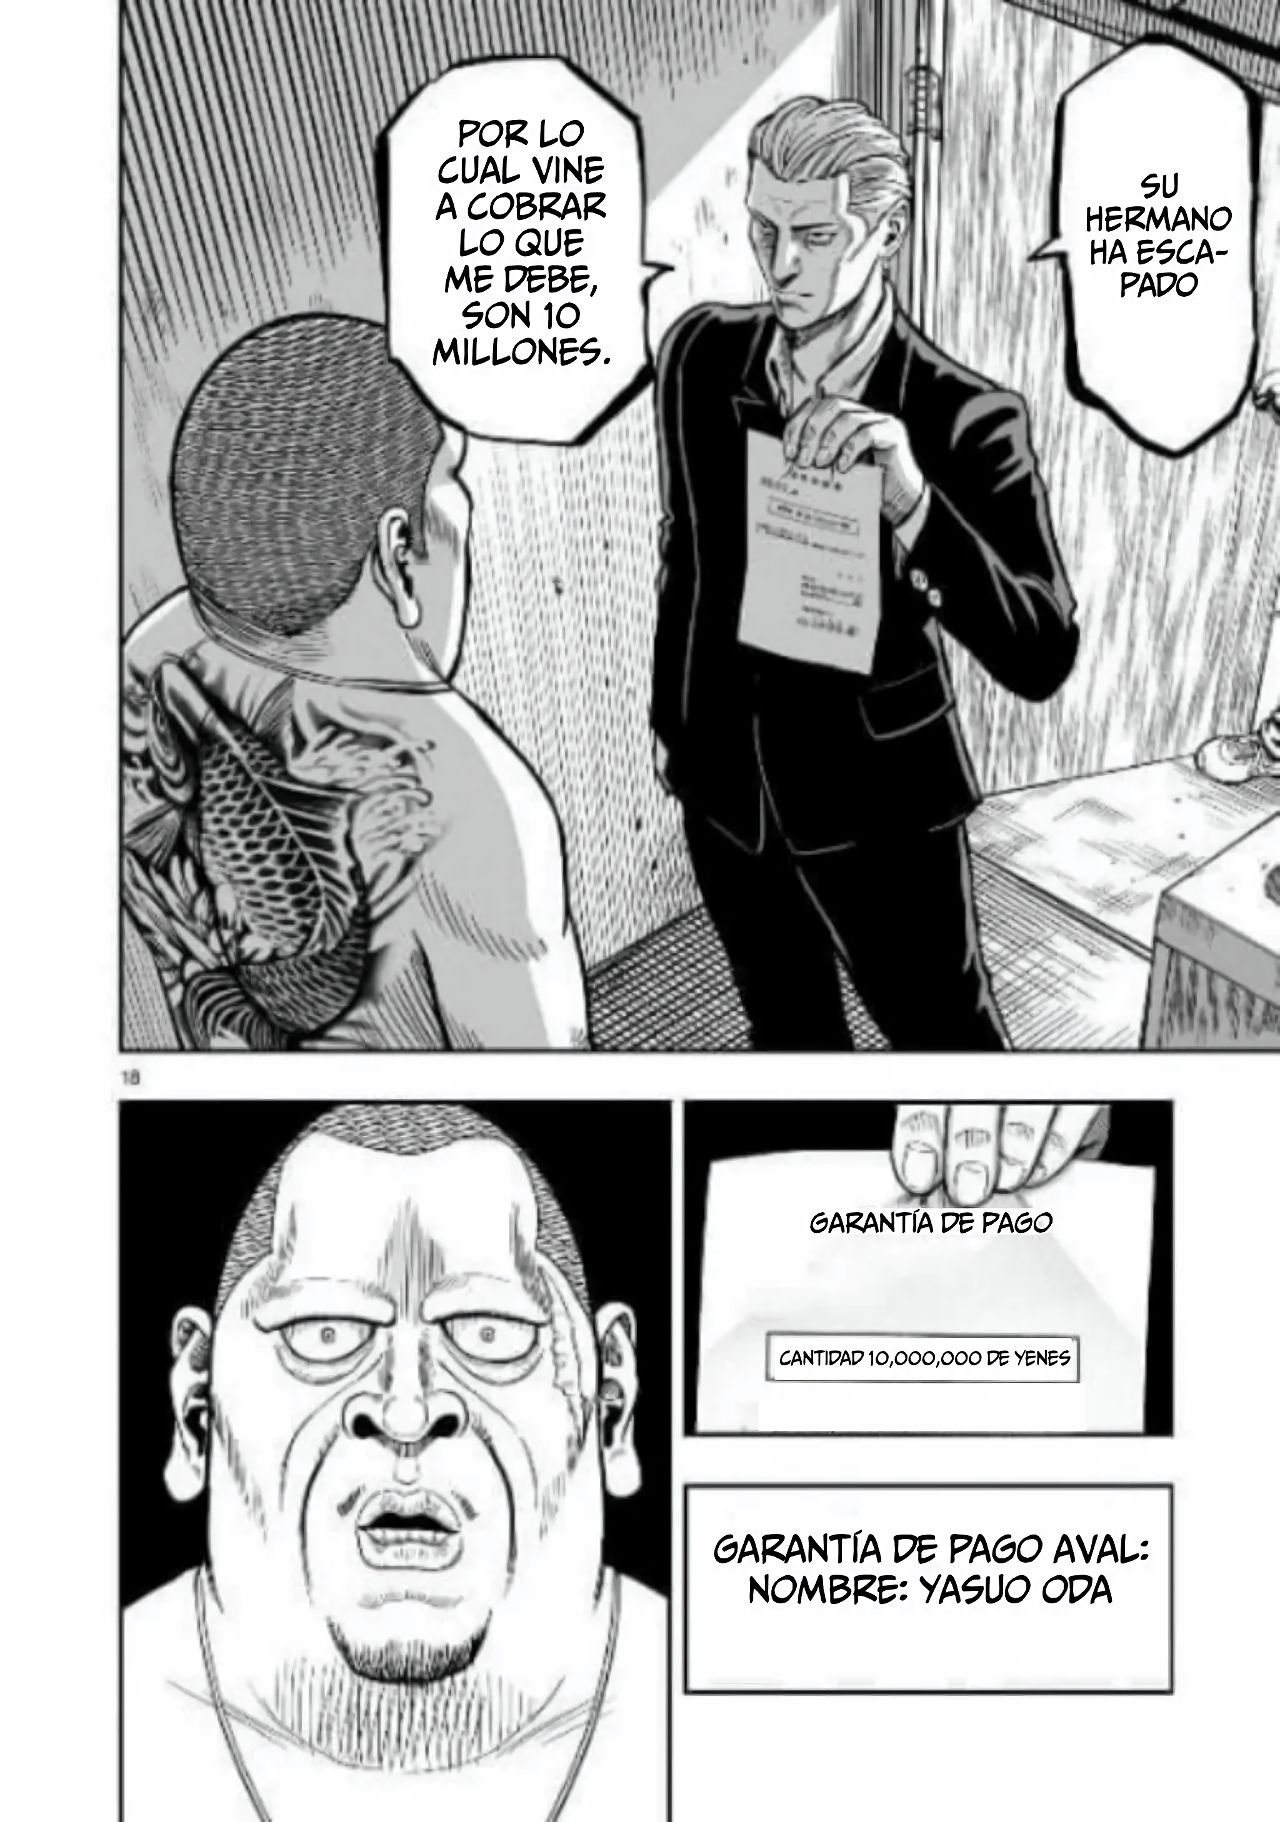 SU
HERMANO
HA ESCA-
PADO
POR LO
CUAL VINE
A COBRAR
LO QUE
ME DEBE,
SON 10
MILLONES.
18
GARANTÍA DE PAGO
CANTIDAD 10,000,000 DE YENES
GARANTÍA DE PAGO AVAL:
NOMBRE: YASUO ODA